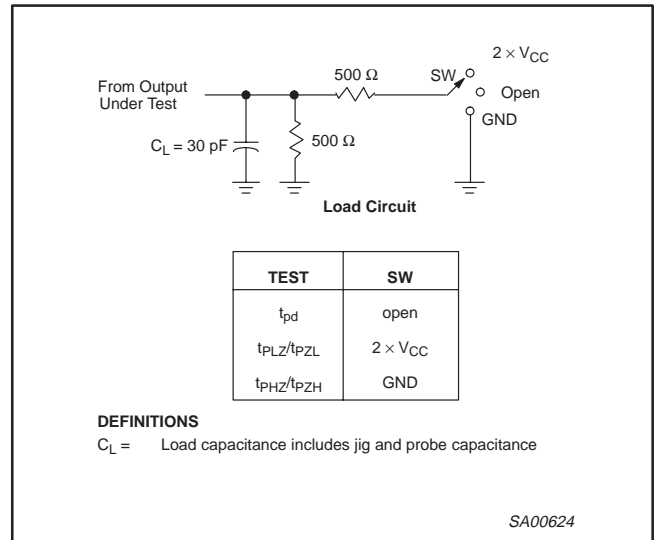 2 × VCC
500 Ω
SW
From Output
Under Test
Open
GND
CL = 30 pF
500 Ω
Load Circuit
TEST SW
tpd open
tPLZ/tPZL 2 × VCC
tPHZ/tPZH GND
DEFINITIONS
CL = Load capacitance includes jig and probe capacitance
SA00624